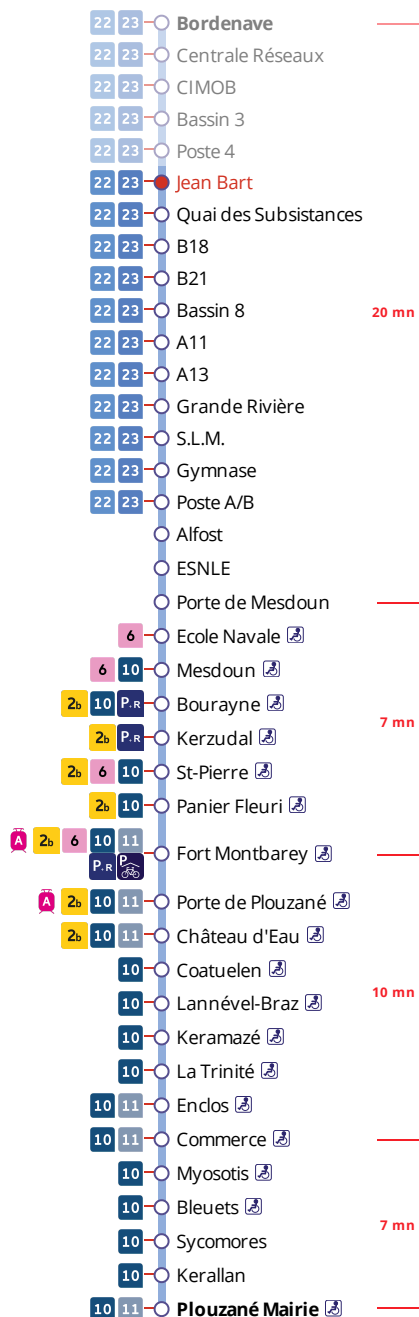 22 23 Bordenave
22 23 Centrale Réseaux
22 23 CIMOB
22 23 Bassin 3
22 23 Poste 4
22 23 Jean Bart
22 23 Quai des Subsistances
22 23 B18
22 23 B21
22 23 Bassin 8 20 mn
22 23 A11
22 23 A13
22 23 Grande Rivière
22 23 S.L.M.
22 23 Gymnase
22 23 Poste A/B
Alfost
ESNLE
Porte de Mesdoun
6 Ecole Navale
6 10 Mesdoun
2b 10 P+R Bourayne 7 mn
2b P+R Kerzudal
2b 6 10 St-Pierre
2b 10 Panier Fleuri
A 2b 6 10 11
P+R P Fort Montbarey
A 2b 10 11 Porte de Plouzané
2b 10 11 Château d'Eau
10 Coatuelen
10 Lannével-Braz 10 mn
10 Keramazé
10 La Trinité
10 11 Enclos
10 11 Commerce
10 Myosotis
10 Bleuets 7 mn
10 Sycomores
10 Kerallan
10 11 Plouzané Mairie